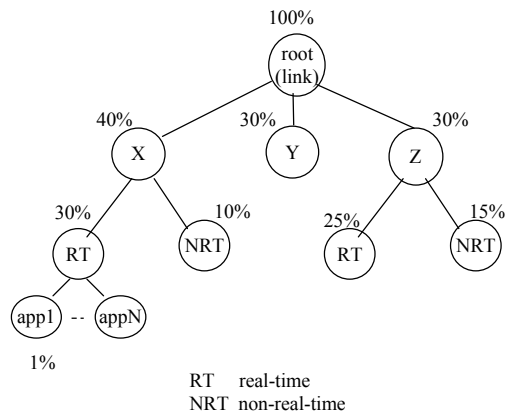 100%
root
(link)
40%
30%
30%
X
Y
Z
30%
10%
25%
15%
RT
NRT
RT
NRT
app1
--
appN
1%
RT real-time
NRT non-real-time